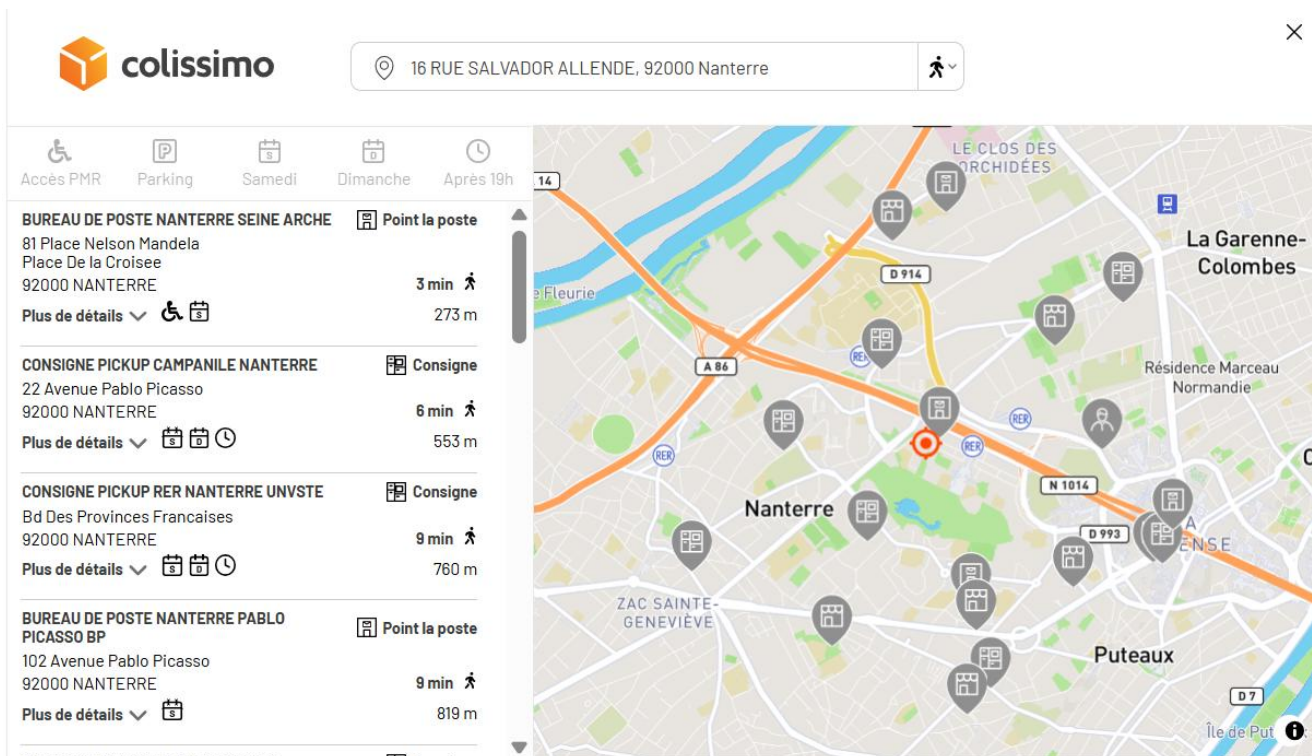 colissimo
16 RUE SALVADOR ALLENDE, 92000 Nanterre
Accès PMR
Parking
Samedi
Dimanche
Après 19h
BUREAU DE POSTE NANTERRE SEINE ARCHE
Point la poste
81 Place Nelson Mandela
Place De la Croisee
92000 NANTERRE
3 min
Plus de détails
S
273 m
CONSIGNE PICKUP CAMPANILE NANTERRE
Consigne
22 Avenue Pablo Picasso
92000 NANTERRE
6 min
Plus de détails
S
D
553 m
CONSIGNE PICKUP RER NANTERRE UNVSTE
Consigne
Bd Des Provinces Francaises
92000 NANTERRE
9 min
Plus de détails
S
D
760 m
BUREAU DE POSTE NANTERRE PABLO
PICASSO BP
Point la poste
102 Avenue Pablo Picasso
92000 NANTERRE
9 min
Plus de détails
S
819 m
LE CLOS DES
ORCHIDÉES
14
La Garenne-
Colombes
D 914
e Fleurie
A 86
RER
Résidence Marceau
Normandie
RER
RER
RER
N 1014
Nanterre
D 993
ENSE
ZAC SAINTE-
GENEVIÈVE
Puteaux
D 7
Île de Put